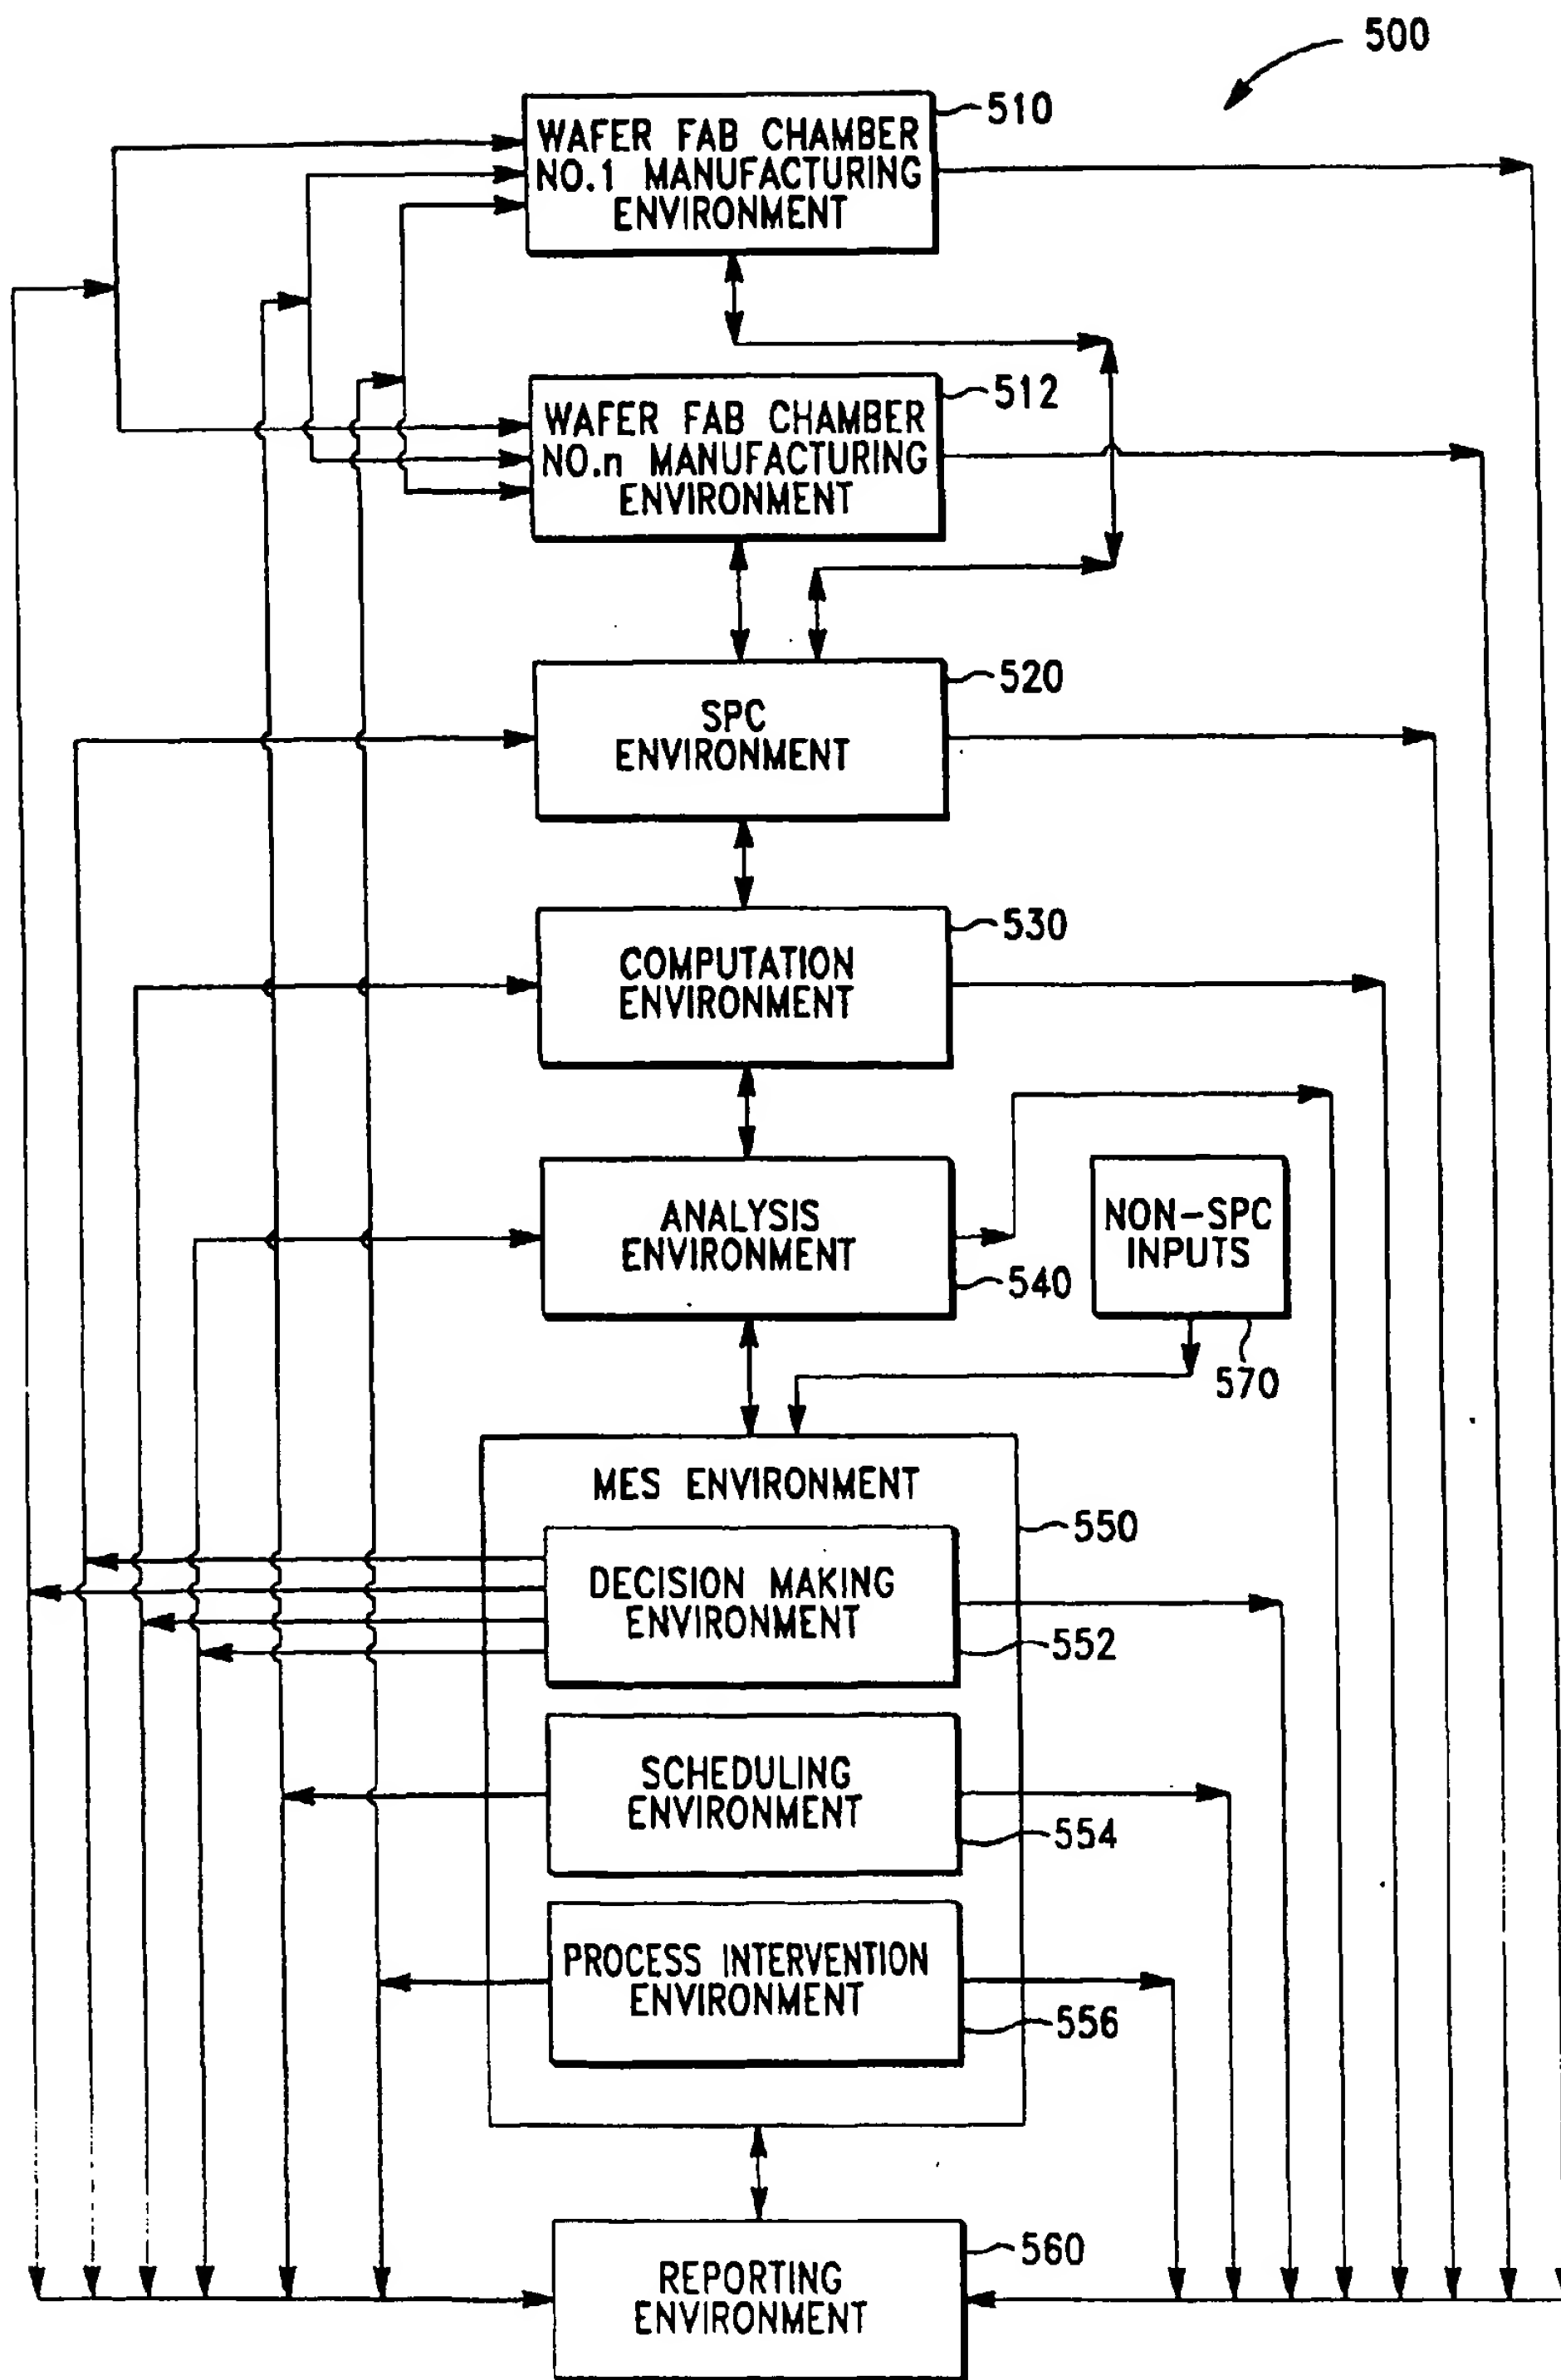 500
510
WAFER FAB CHAMBER
NO.1 MANUFACTURING
ENVIRONMENT
512
WAFER FAB CHAMBER
NO.n MANUFACTURING
ENVIRONMENT
520
SPC
ENVIRONMENT
530
COMPUTATION
ENVIRONMENT
ANALYSIS
ENVIRONMENT
540
NON-SPC
INPUTS
570
MES ENVIRONMENT
550
DECISION MAKING
ENVIRONMENT
552
SCHEDULING
ENVIRONMENT
554
PROCESS INTERVENTION
ENVIRONMENT
556
560
REPORTING
ENVIRONMENT